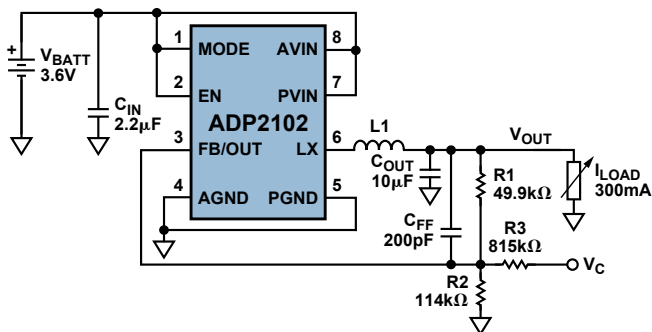 1
MODE
AVIN
8
VBATT
3.6V
2
EN
PVIN
7
CIN
2.2μF
ADP2102
L1
3
FB/OUT
LX
6
VOUT
COUT
10μF
R1
49.9kΩ
ILOAD
300mA
4
AGND
PGND
5
CFF
200pF
R3
815kΩ
VC
R2
114kΩ